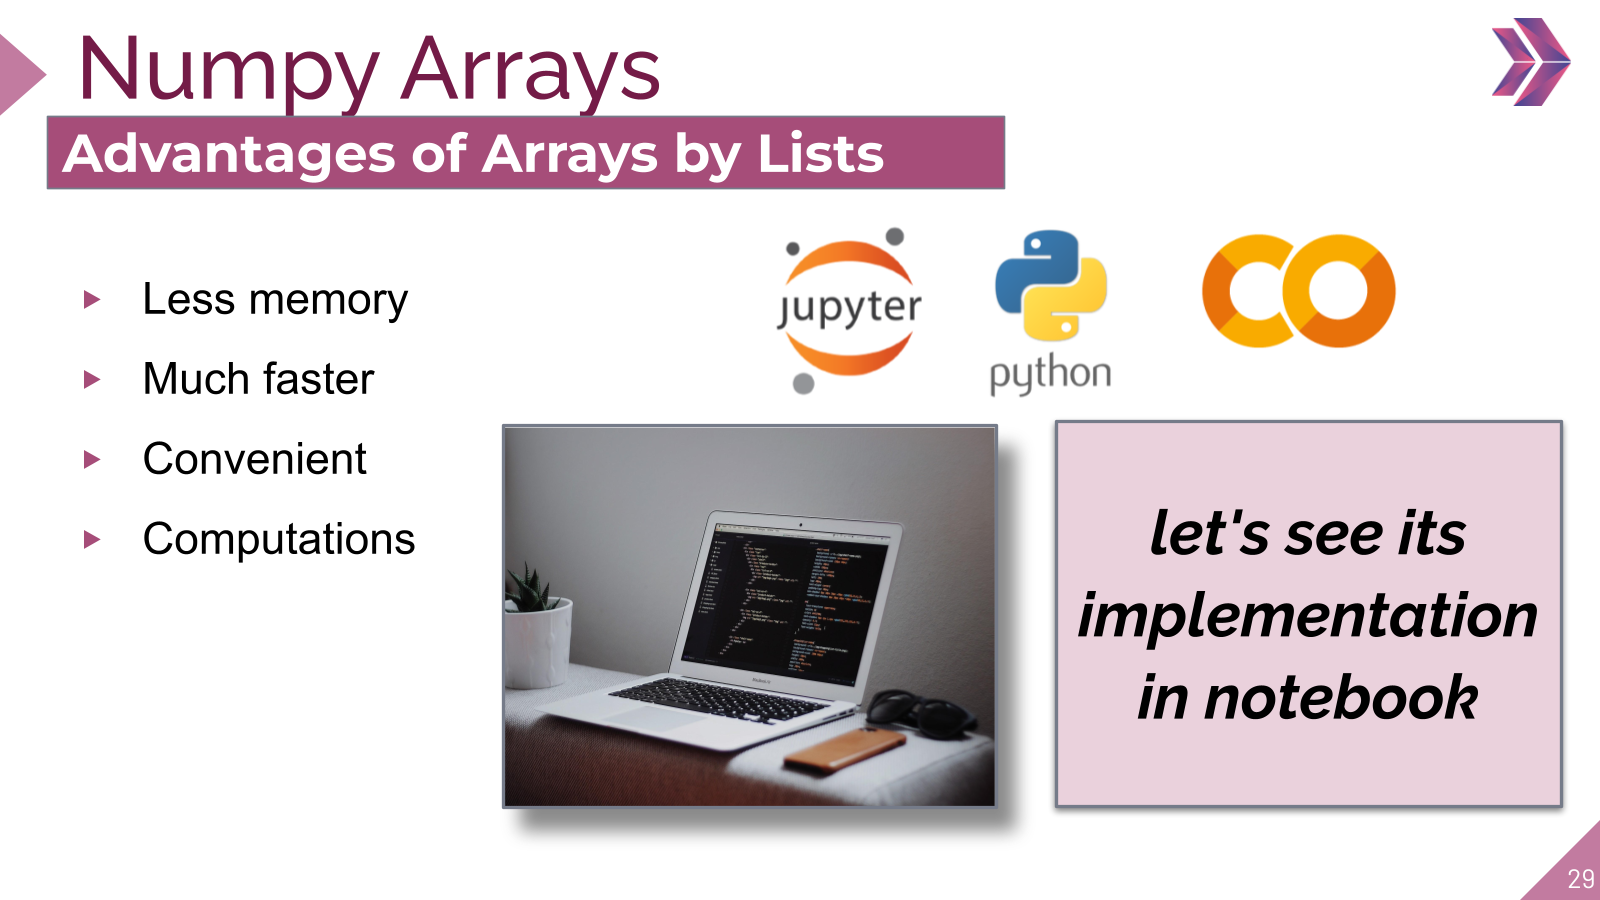 Numpy Arrays
Advantages of Arrays by Lists
Less memory
Much faster
Convenient
Computations
jupyter
python
CO
let's see its
implementation
in notebook
29